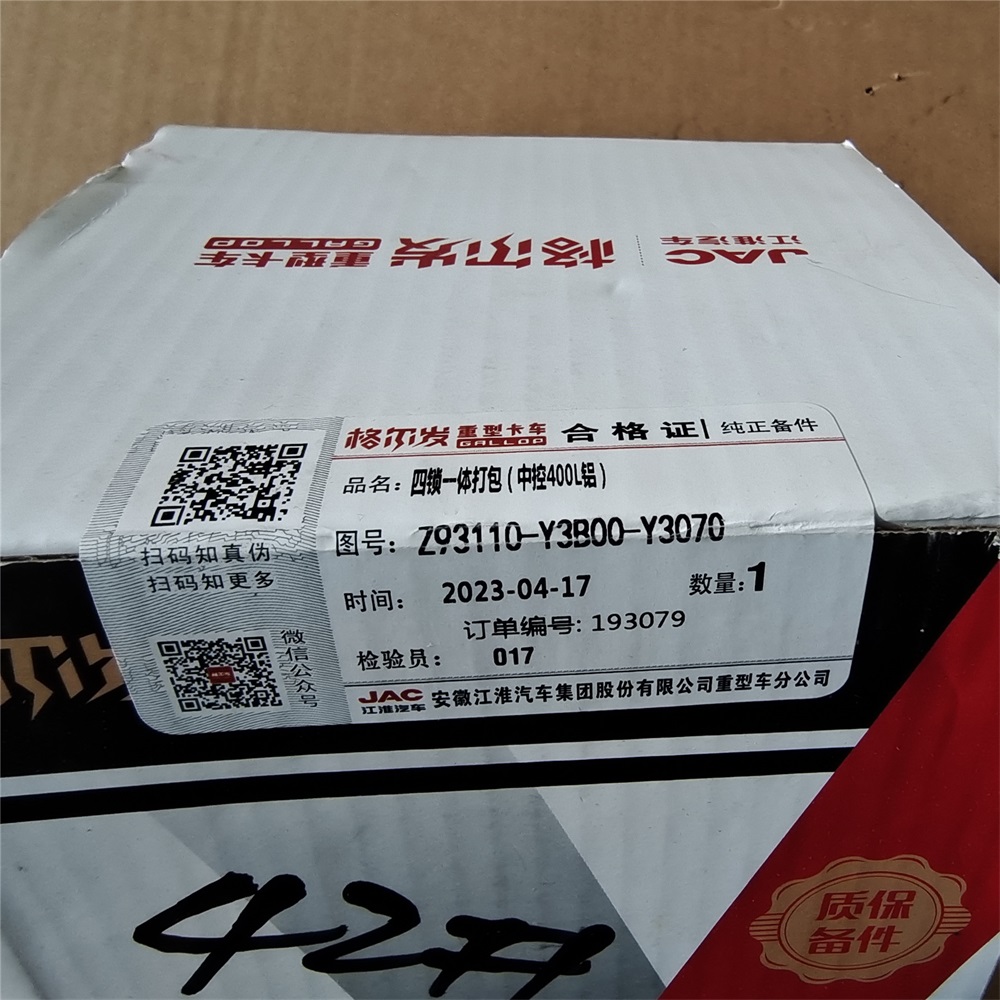 JAC 江淮汽车 格尔发 重型卡车 GALLOP
格尔发 重型卡车 GALLOP 合格证 纯正备件
品名：四锁一体打包（中控400L铝）
图号：Z93110-Y3B00-Y3070
扫码知真伪
扫码知更多
时间：2023-04-17 数量：1
订单编号：193079
检验员：017
微信公众号
JAC 江淮汽车 安徽江淮汽车集团股份有限公司重型车分公司
质保
备件